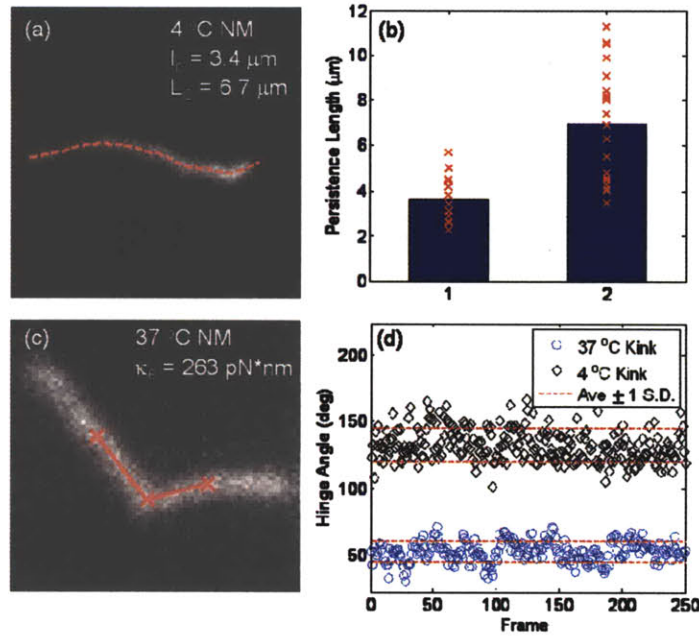 (a)
4 °C NM
l = 3.4 µm
L = 6.7 µm
(b)
Persistence Length (µm)
12
10
8
6
4
2
0
1
2
(c)
37 °C NM
κ = 263 pN*nm
(d)
37 °C Kink
4 °C Kink
Ave ± 1 S.D.
Hinge Angle (deg)
200
150
100
50
0
50
100
150
200
250
Frame